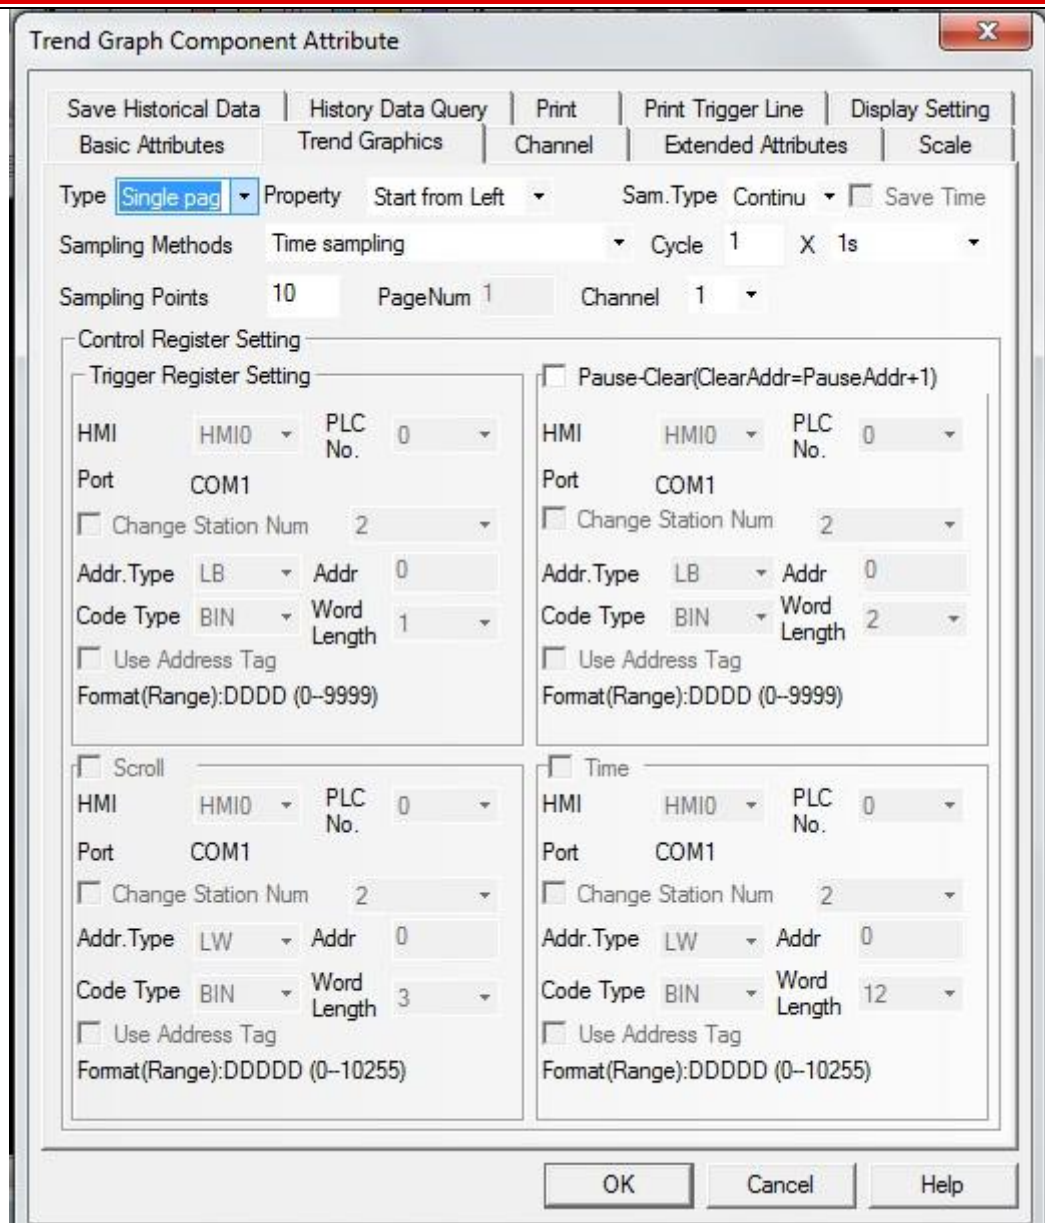 Trend Graph Component Attribute
Save Historical Data History Data Query Print Print Trigger Line Display Setting
Basic Attributes Trend Graphics Channel Extended Attributes Scale
Type Single pag Property Start from Left Sam.Type Continu Save Time
Sampling Methods Time sampling Cycle 1 X 1s
Sampling Points 10 PageNum 1 Channel 1
Control Register Setting
Trigger Register Setting
HMI HMI0 PLC No. 0
Port COM1
Change Station Num 2
Addr.Type LB Addr 0
Code Type BIN Word Length 1
Use Address Tag
Format(Range):DDDD (0--9999)
Pause-Clear(ClearAddr=PauseAddr+1)
HMI HMI0 PLC No. 0
Port COM1
Change Station Num 2
Addr.Type LB Addr 0
Code Type BIN Word Length 2
Use Address Tag
Format(Range):DDDD (0--9999)
Scroll
HMI HMI0 PLC No. 0
Port COM1
Change Station Num 2
Addr.Type LW Addr 0
Code Type BIN Word Length 3
Use Address Tag
Format(Range):DDDDD (0--10255)
Time
HMI HMI0 PLC No. 0
Port COM1
Change Station Num 2
Addr.Type LW Addr 0
Code Type BIN Word Length 12
Use Address Tag
Format(Range):DDDDD (0--10255)
OK Cancel Help